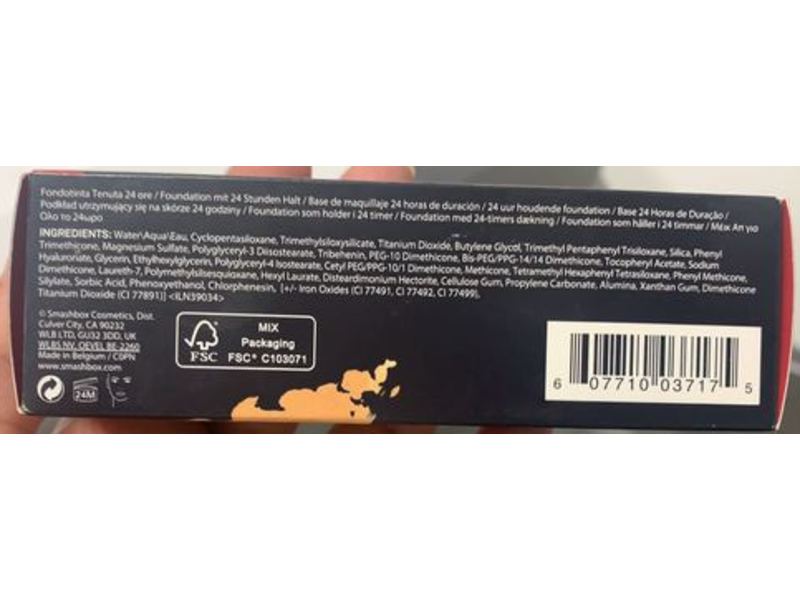 Fondotinta Tenuta 24 ore / Foundation mit 24 Stunden Halt / Base de maquillaje 24 horas de duración / 24 uur houdende foundation / Base 24 Horas de Duração /
Podkład utrzymujący się na skórze 24 godziny / Foundation som holder i 24 timer / Foundation med 24-timers dækning / Foundation som håller i 24 timmar / Μέικ Απ για
Όλο το 24ωρο
INGREDIENTS: Water\Aqua\Eau, Cyclopentasiloxane, Trimethylsiloxysilicate, Titanium Dioxide, Butylene Glycol, Trimethyl Pentaphenyl Trisiloxane, Silica, Phenyl
Trimethicone, Magnesium Sulfate, Polyglyceryl-3 Diisostearate, Tribehenin, PEG-10 Dimethicone, Bis-PEG/PPG-14/14 Dimethicone, Tocopheryl Acetate, Sodium
Hyaluronate, Glycerin, Ethylhexylglycerin, Polyglyceryl-4 Isostearate, Cetyl PEG/PPG-10/1 Dimethicone, Methicone, Tetramethyl Hexaphenyl Tetrasiloxane, Phenyl Methicone,
Dimethicone, Laureth-7, Polymethylsilsesquioxane, Hexyl Laurate, Disteardimonium Hectorite, Cellulose Gum, Propylene Carbonate, Alumina, Xanthan Gum, Dimethicone
Silylate, Sorbic Acid, Phenoxyethanol, Chlorphenesin, [+/- Iron Oxides (CI 77491, CI 77492, CI 77499),
Titanium Dioxide (CI 77891)] <ILN39034>
© Smashbox Cosmetics, Dist.
Culver City, CA 90232
WLB LTD, GU32 3DD, UK
WLBS NV, OEVEL BE-2260
Made in Belgium / CDPN
www.smashbox.com
24M
FSC
MIX
Packaging
FSC® C103071
6 07710 03717 5